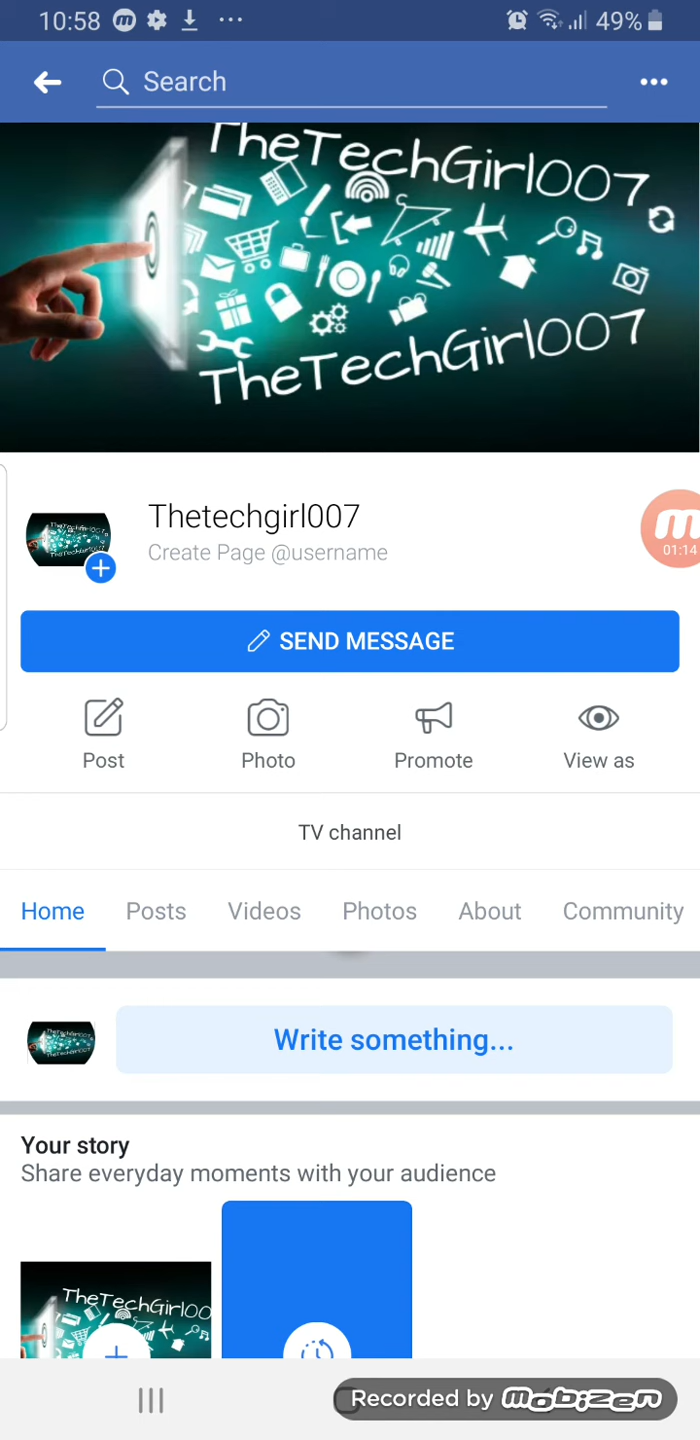 10:58 m 49%
Search
TheTechGirl007
TheTechGirl007
Thetechgirl007
Create Page @username
01:14
SEND MESSAGE
Post Photo Promote View as
TV channel
Home Posts Videos Photos About Community
Write something...
Your story
Share everyday moments with your audience
TheTechGirl00
Recorded by mobizen